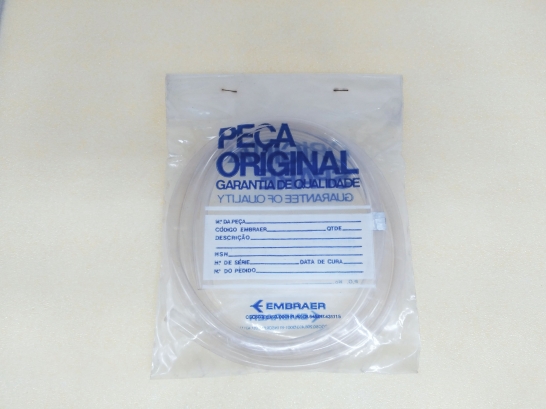 PEÇA
ORIGINAL
GARANTIA DE QUALIDADE
GUARANTEE OF QUALITY
Nº DA PEÇA
CÓDIGO EMBRAER QTDE
DESCRIÇÃO
NSN
Nº DE SÉRIE DATA DE CURA
Nº DO PEDIDO
EMBRAER